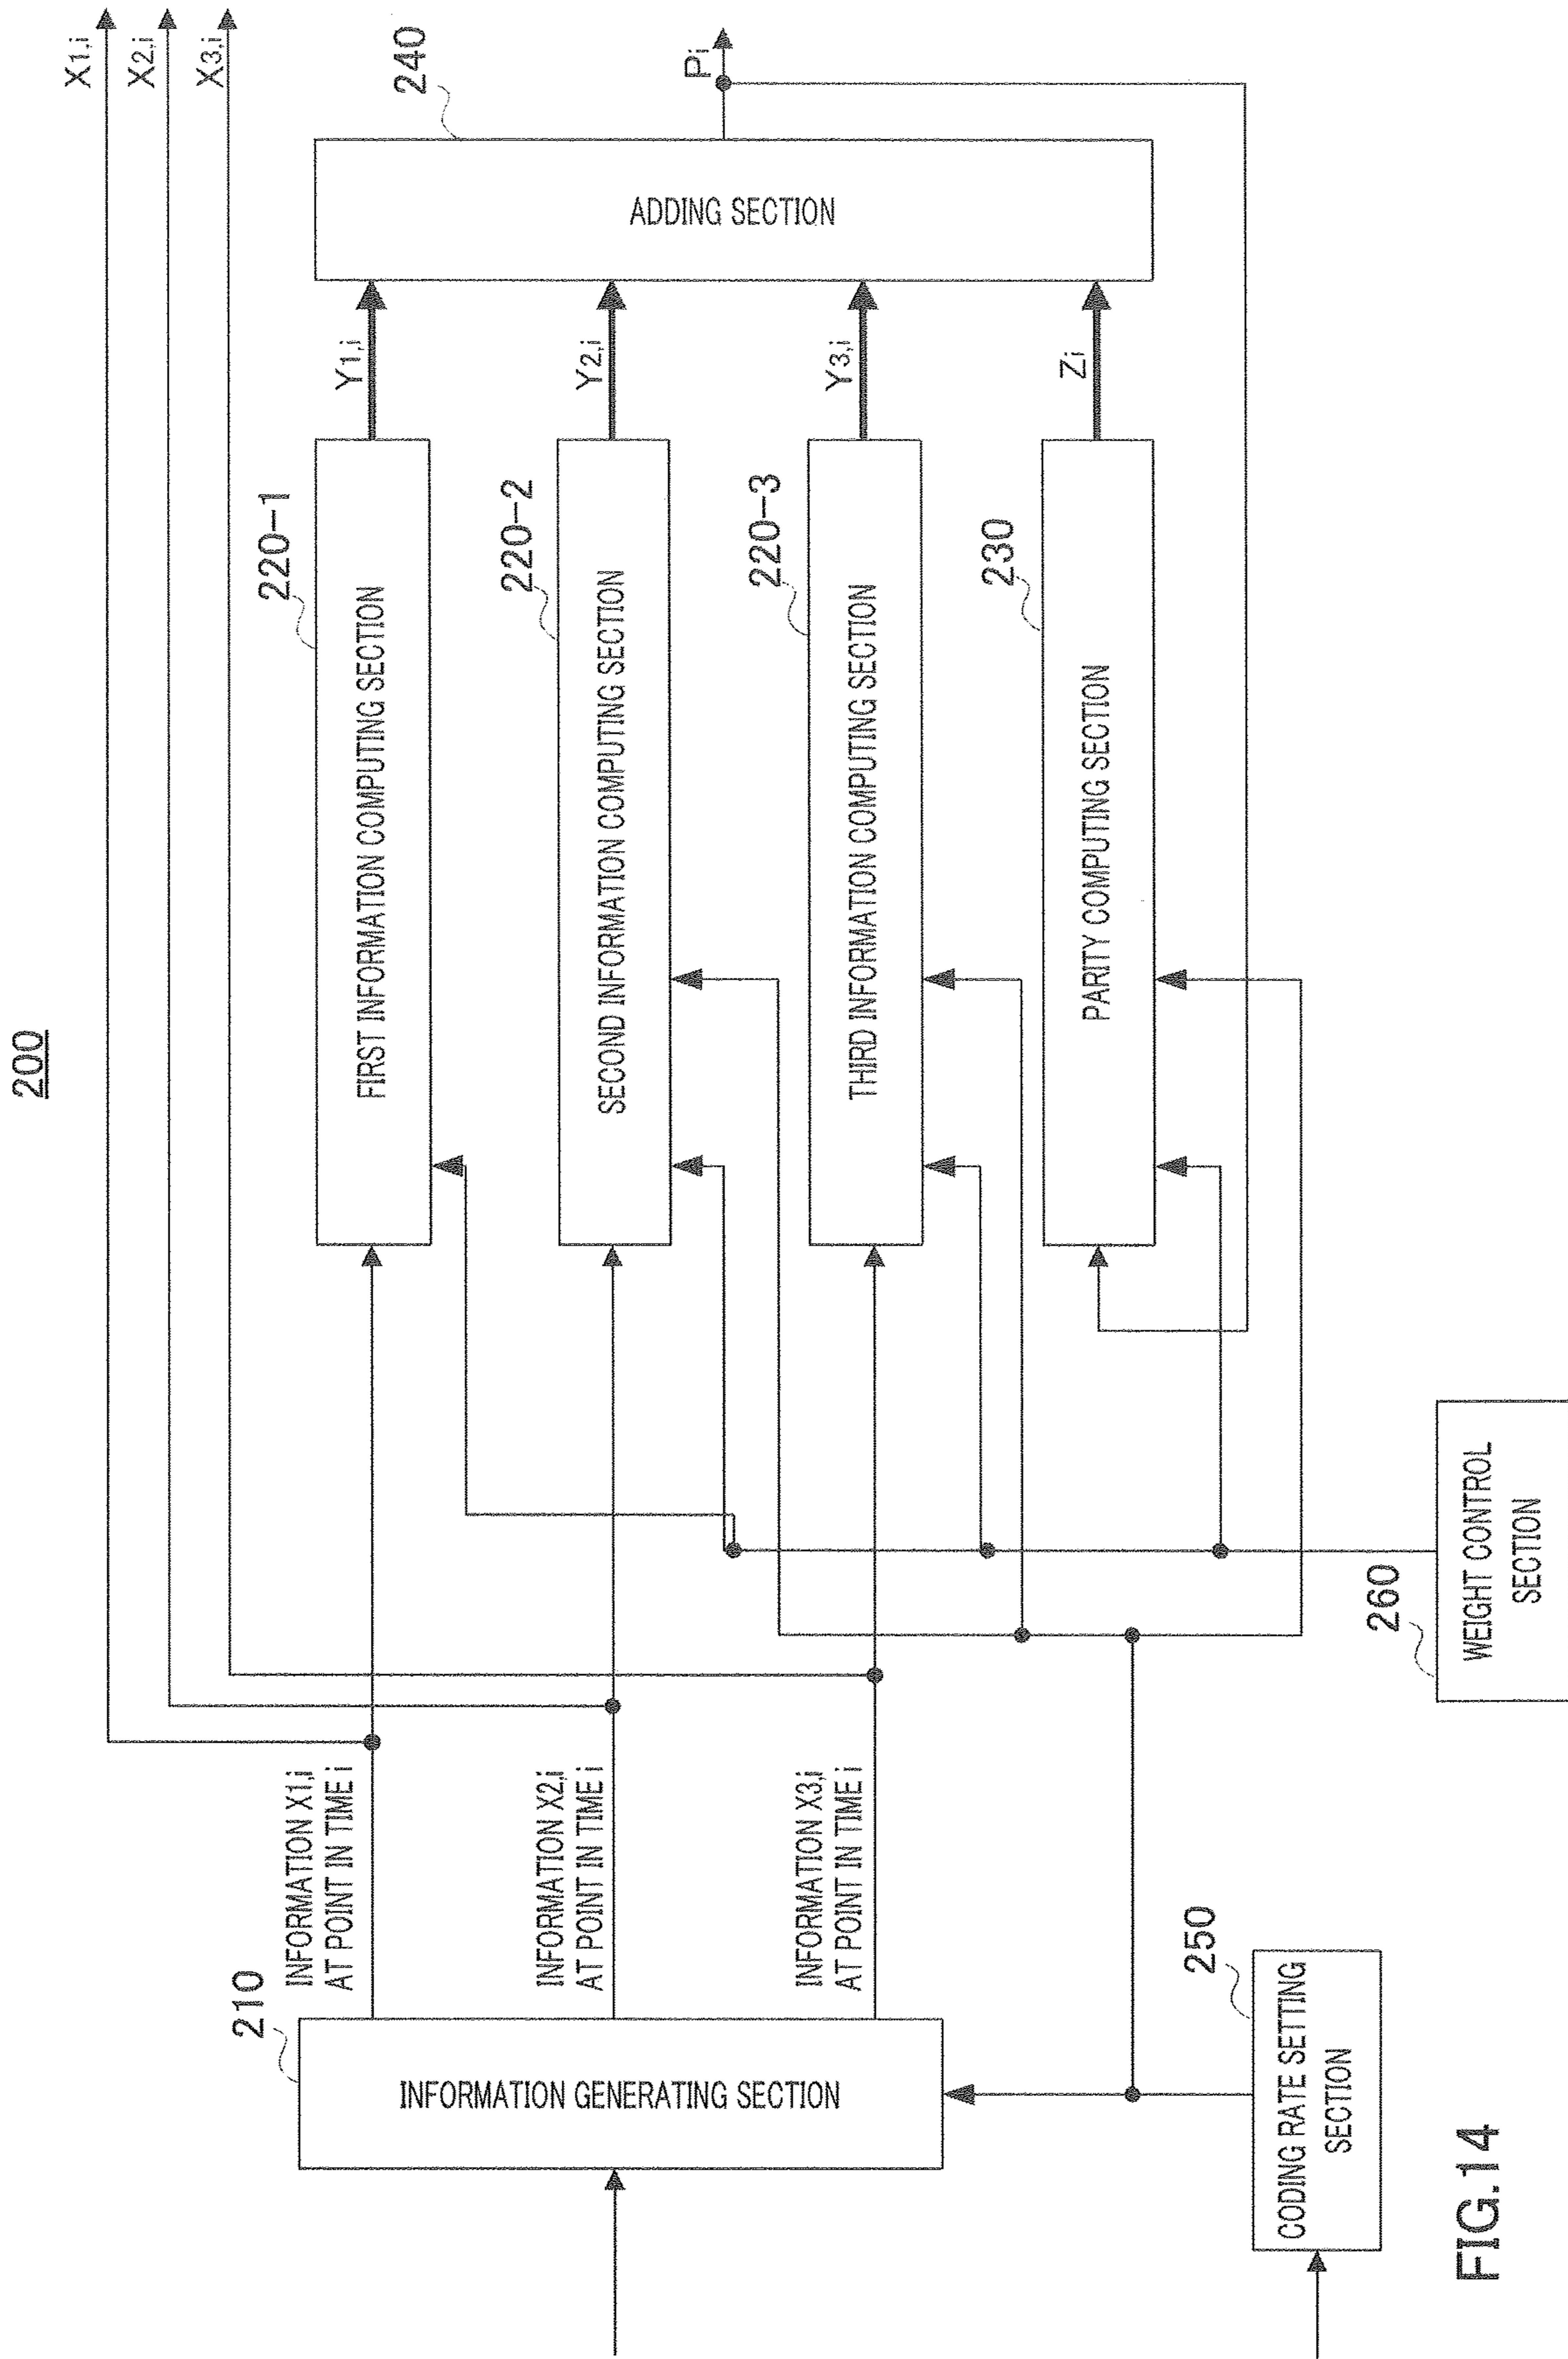 200
X1,i
X2,i
X3,i
210
INFORMATION GENERATING SECTION
INFORMATION X1,i
AT POINT IN TIME i
INFORMATION X2,i
AT POINT IN TIME i
INFORMATION X3,i
AT POINT IN TIME i
220-1
FIRST INFORMATION COMPUTING SECTION
Y1,i
220-2
SECOND INFORMATION COMPUTING SECTION
Y2,i
220-3
THIRD INFORMATION COMPUTING SECTION
Y3,i
230
PARITY COMPUTING SECTION
Zi
240
ADDING SECTION
Pi
250
CODING RATE SETTING
SECTION
260
WEIGHT CONTROL
SECTION
FIG.14